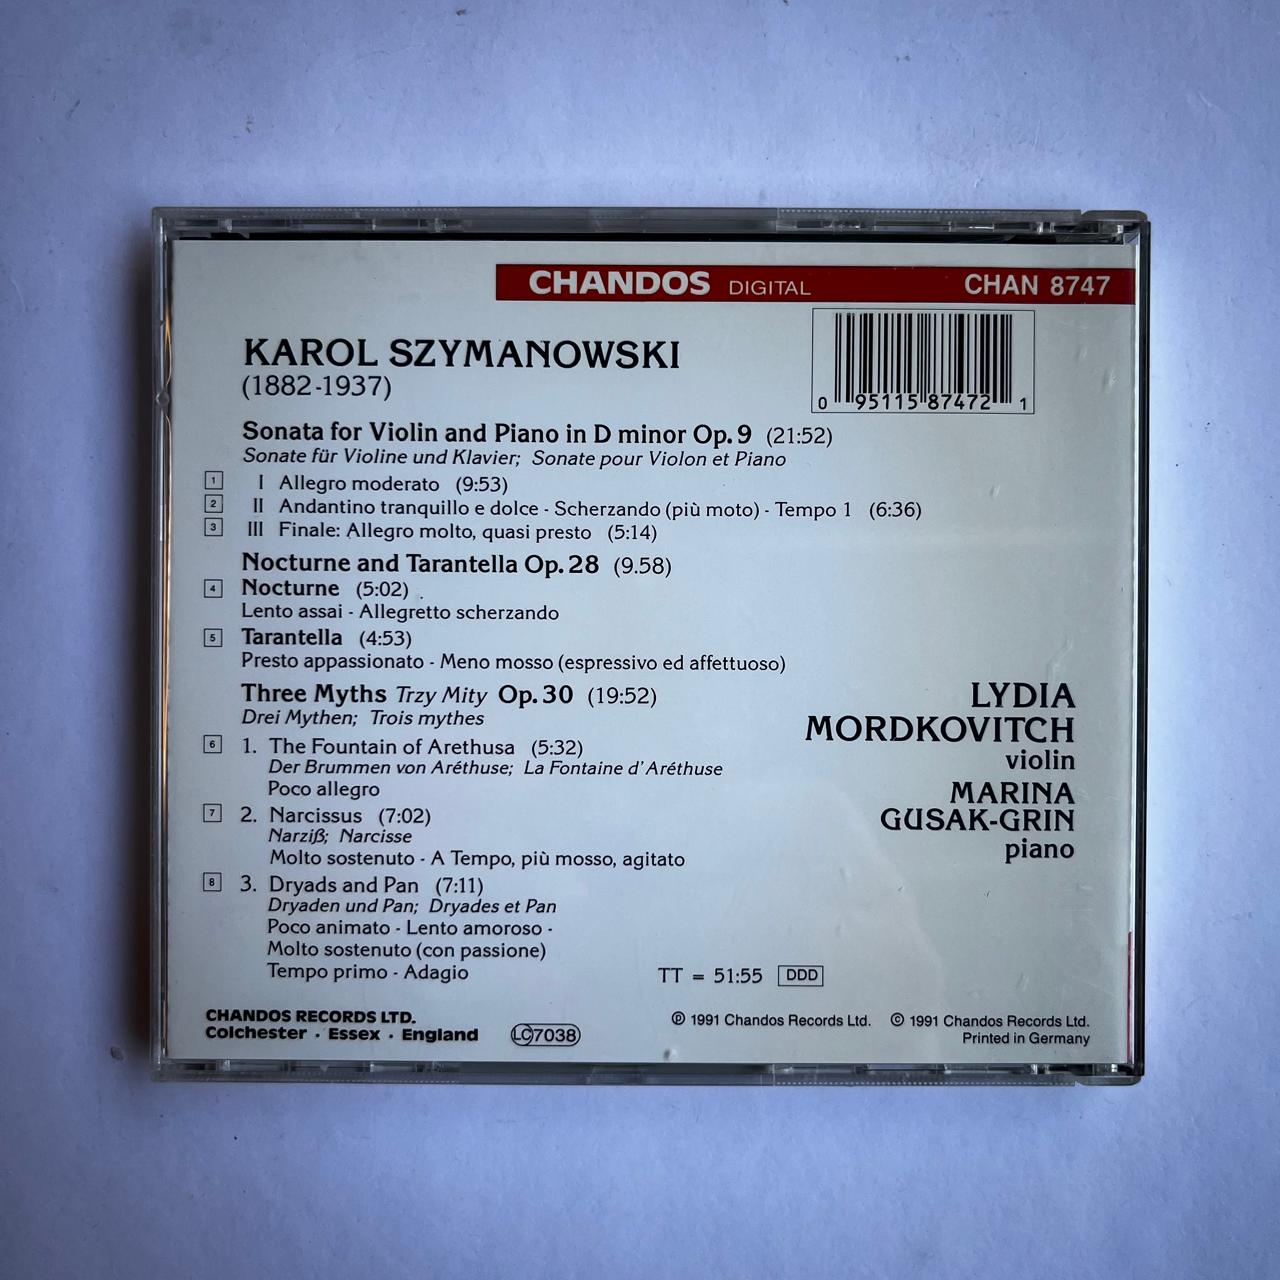 CHANDOS DIGITAL CHAN 8747
0 95115 87472 1
KAROL SZYMANOWSKI
(1882-1937)
Sonata for Violin and Piano in D minor Op. 9 (21:52)
Sonate für Violine und Klavier; Sonate pour Violon et Piano
1 I Allegro moderato (9:53)
2 II Andantino tranquillo e dolce - Scherzando (più moto) - Tempo 1 (6:36)
3 III Finale: Allegro molto, quasi presto (5:14)
Nocturne and Tarantella Op. 28 (9.58)
4 Nocturne (5:02)
Lento assai - Allegretto scherzando
5 Tarantella (4:53)
Presto appassionato - Meno mosso (espressivo ed affettuoso)
Three Myths Trzy Mity Op. 30 (19:52)
Drei Mythen; Trois mythes
6 1. The Fountain of Arethusa (5:32)
Der Brummen von Aréthuse; La Fontaine d'Aréthuse
Poco allegro
7 2. Narcissus (7:02)
Narziß; Narcisse
Molto sostenuto - A Tempo, più mosso, agitato
8 3. Dryads and Pan (7:11)
Dryaden und Pan; Dryades et Pan
Poco animato - Lento amoroso -
Molto sostenuto (con passione)
Tempo primo - Adagio
LYDIA
MORDKOVITCH
violin
MARINA
GUSAK-GRIN
piano
TT = 51:55 DDD
CHANDOS RECORDS LTD.
Colchester · Essex · England
LC 7038
℗ 1991 Chandos Records Ltd. © 1991 Chandos Records Ltd.
Printed in Germany